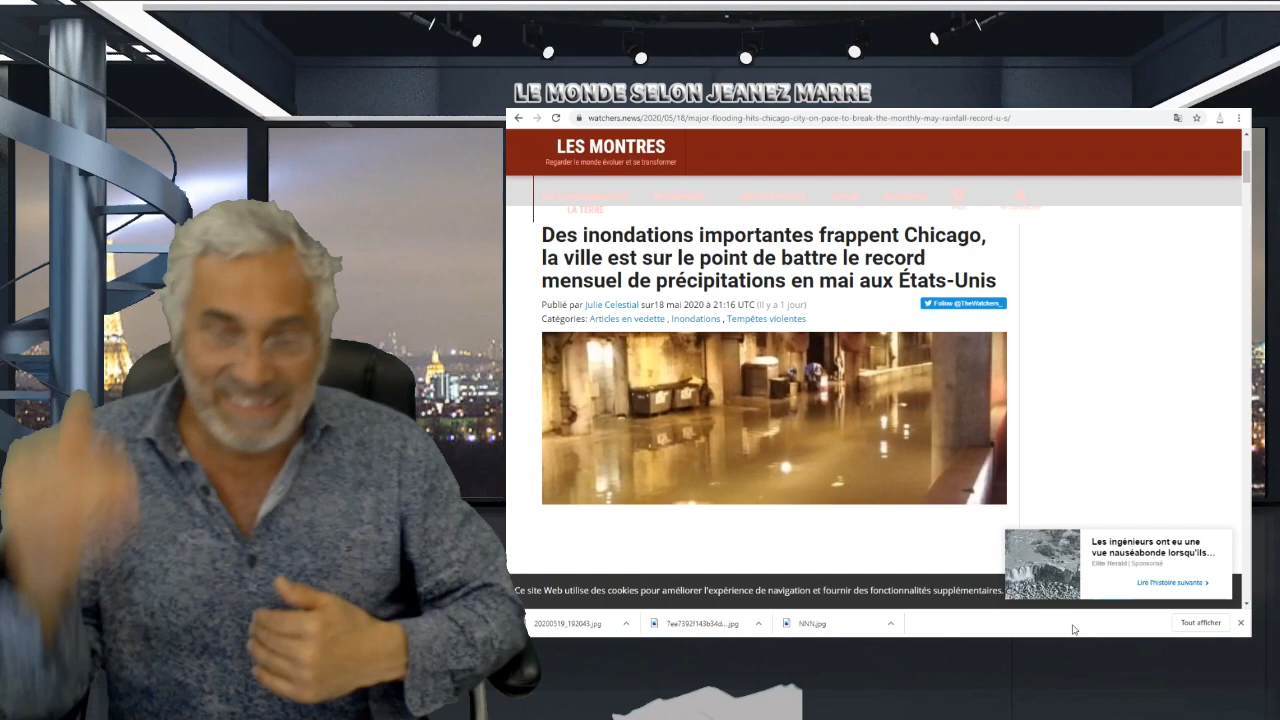 LE MONDE SELON JEANEZ MARRE
watchers.news/2020/05/18/major-flooding-hits-chicago-city-on-pace-to-break-the-monthly-may-rainfall-record-u-s/
LES MONTRES
Regarder le monde évoluer et se transformer
LA TERRE
Des inondations importantes frappent Chicago,
la ville est sur le point de battre le record
mensuel de précipitations en mai aux États-Unis
Publié par Julie Celestial sur18 mai 2020 à 21:16 UTC (Il y a 1 jour)
Follow @TheWatchers_
Catégories: Articles en vedette , Inondations , Tempêtes violentes
Les ingénieurs ont eu une
vue nauséabonde lorsqu'ils...
Elite Herald | Sponsorisé
Lire l'histoire suivante
Ce site Web utilise des cookies pour améliorer l'expérience de navigation et fournir des fonctionnalités supplémentaires.
20200519_192043.jpg
7ee7392f143b34d....jpg
NNN.jpg
Tout afficher